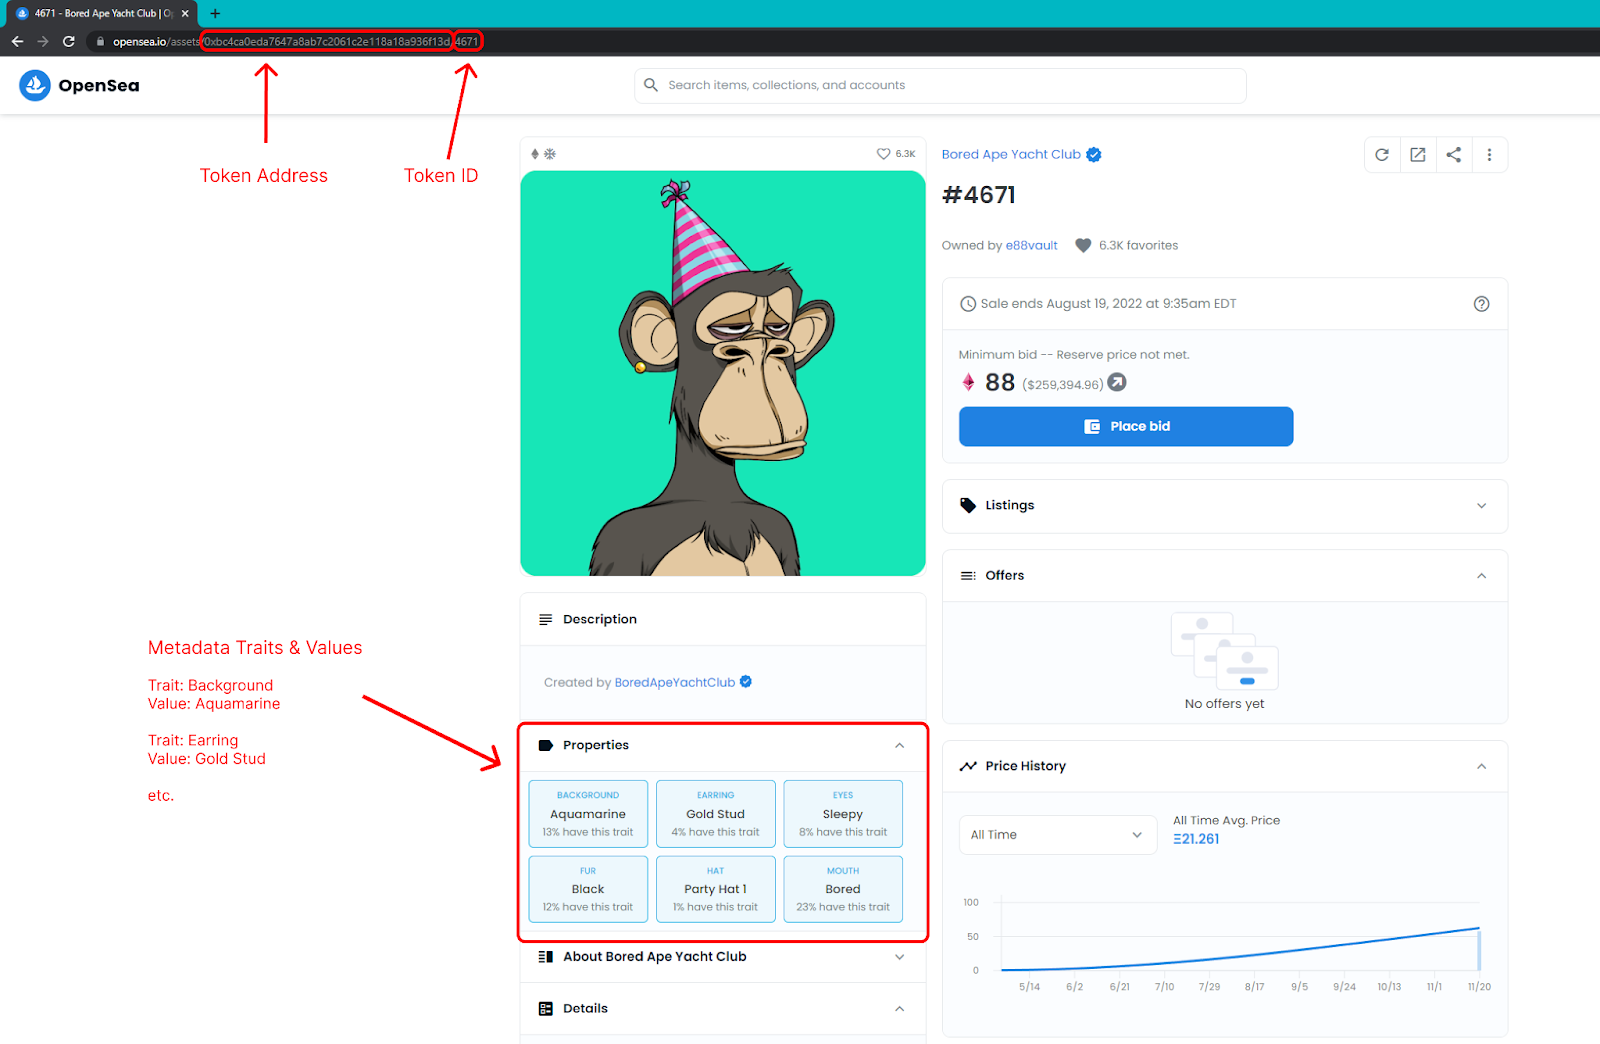 4671 - Bored Ape Yacht Club | Op
opensea.io/assets/0xbc4ca0eda7647a8ab7c2061c2e118a18a936f13d/4671
OpenSea
Search items, collections, and accounts
Token Address
Token ID
6.3K
Bored Ape Yacht Club
#4671
Owned by e88vault
6.3K favorites
Sale ends August 19, 2022 at 9:35am EDT
Minimum bid -- Reserve price not met.
88 ($259,394.96)
Place bid
Listings
Offers
No offers yet
Description
Created by BoredApeYachtClub
Metadata Traits & Values
Trait: Background
Value: Aquamarine
Trait: Earring
Value: Gold Stud
etc.
Properties
BACKGROUND
Aquamarine
13% have this trait
EARRING
Gold Stud
4% have this trait
EYES
Sleepy
8% have this trait
FUR
Black
12% have this trait
HAT
Party Hat 1
1% have this trait
MOUTH
Bored
23% have this trait
About Bored Ape Yacht Club
Details
Price History
All Time
All Time Avg. Price
Ξ21.261
100
50
0
5/14 6/2 6/21 7/10 7/29 8/17 9/5 9/24 10/13 11/1 11/20